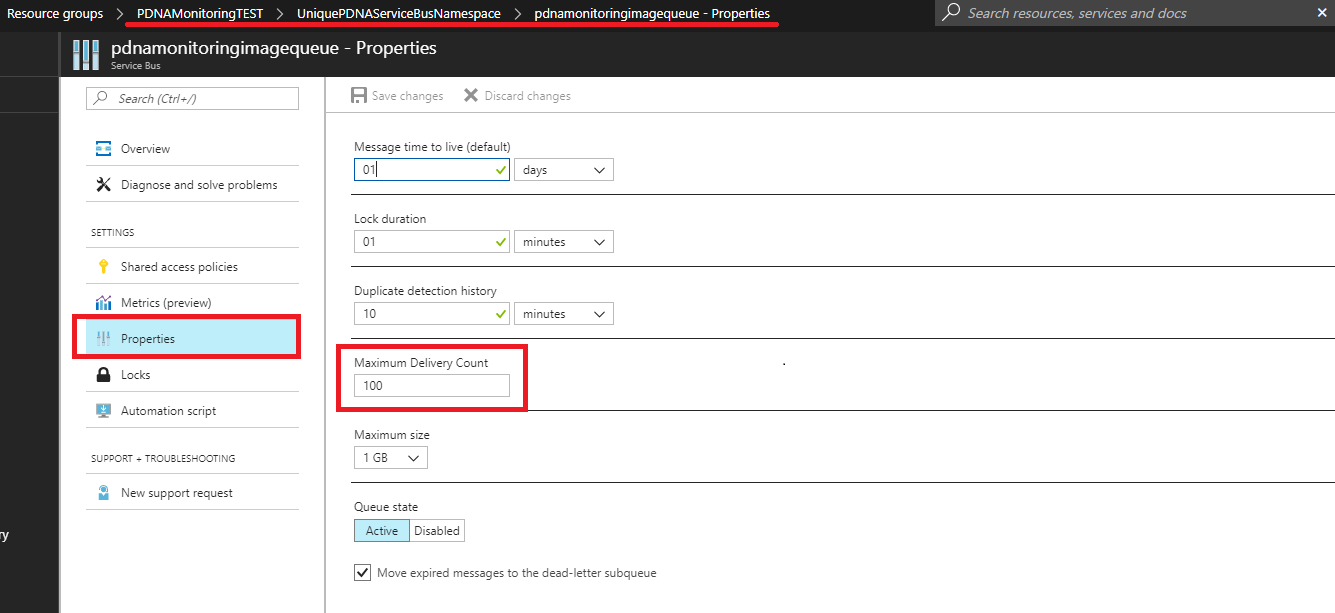 Resource groups > PDNAMonitoringTEST > UniquePDNAServiceBusNamespace > pdnamonitoringimagequeue - Properties
Search resources, services and docs
pdnamonitoringimagequeue - Properties
Service Bus
Search (Ctrl+/)
Overview
Diagnose and solve problems
SETTINGS
Shared access policies
Metrics (preview)
Properties
Locks
Automation script
SUPPORT + TROUBLESHOOTING
New support request
ry
Save changes
Discard changes
Message time to live (default)
01 days
Lock duration
01 minutes
Duplicate detection history
10 minutes
Maximum Delivery Count
100
Maximum size
1 GB
Queue state
Active Disabled
Move expired messages to the dead-letter subqueue